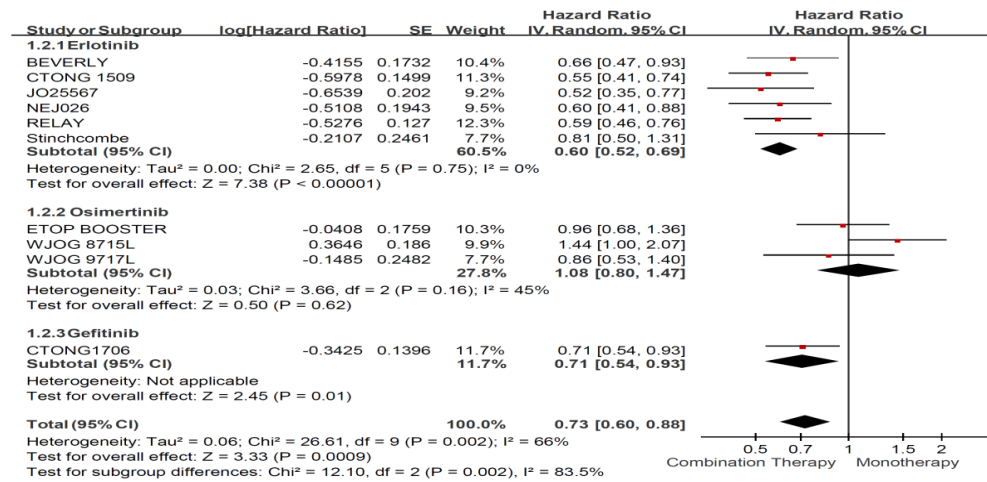 Hazard Ratio Hazard Ratio
Study or Subgroup log[Hazard Ratio] SE Weight IV, Random, 95% CI IV, Random, 95% CI
1.2.1 Erlotinib
BEVERLY -0.4155 0.1732 10.4% 0.66 [0.47, 0.93]
CTONG 1509 -0.5978 0.1499 11.3% 0.55 [0.41, 0.74]
JO25567 -0.6539 0.202 9.2% 0.52 [0.35, 0.77]
NEJ026 -0.5108 0.1943 9.5% 0.60 [0.41, 0.88]
RELAY -0.5276 0.127 12.3% 0.59 [0.46, 0.76]
Stinchcombe -0.2107 0.2461 7.7% 0.81 [0.50, 1.31]
Subtotal (95% CI) 60.5% 0.60 [0.52, 0.69]
Heterogeneity: Tau² = 0.00; Chi² = 2.65, df = 5 (P = 0.75); I² = 0%
Test for overall effect: Z = 7.38 (P < 0.00001)
1.2.2 Osimertinib
ETOP BOOSTER -0.0408 0.1759 10.3% 0.96 [0.68, 1.36]
WJOG 8715L 0.3646 0.186 9.9% 1.44 [1.00, 2.07]
WJOG 9717L -0.1485 0.2482 7.7% 0.86 [0.53, 1.40]
Subtotal (95% CI) 27.8% 1.08 [0.80, 1.47]
Heterogeneity: Tau² = 0.03; Chi² = 3.66, df = 2 (P = 0.16); I² = 45%
Test for overall effect: Z = 0.50 (P = 0.62)
1.2.3 Gefitinib
CTONG1706 -0.3425 0.1396 11.7% 0.71 [0.54, 0.93]
Subtotal (95% CI) 11.7% 0.71 [0.54, 0.93]
Heterogeneity: Not applicable
Test for overall effect: Z = 2.45 (P = 0.01)
Total (95% CI) 100.0% 0.73 [0.60, 0.88]
Heterogeneity: Tau² = 0.06; Chi² = 26.61, df = 9 (P = 0.002); I² = 66%
Test for overall effect: Z = 3.33 (P = 0.0009)
Test for subgroup differences: Chi² = 12.10, df = 2 (P = 0.002), I² = 83.5%
0.5 0.7 1 1.5 2
Combination Therapy Monotherapy